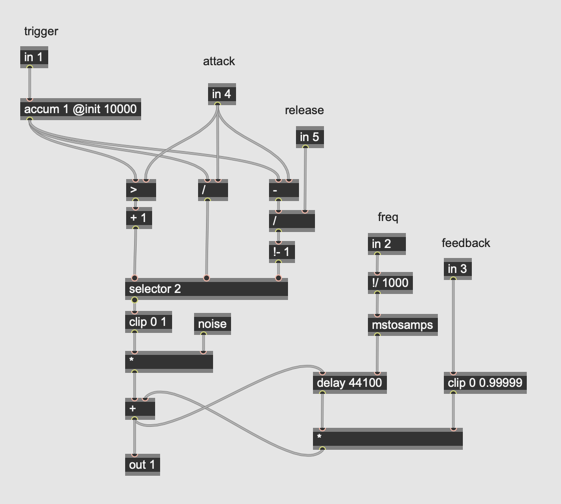 trigger
in 1
attack
in 4
accum 1 @init 10000
release
in 5
>
/
-
+ 1
/
freq
in 2
feedback
!- 1
in 3
!/ 1000
selector 2
clip 0 1
noise
mstosamps
*
delay 44100
clip 0 0.99999
+
*
out 1